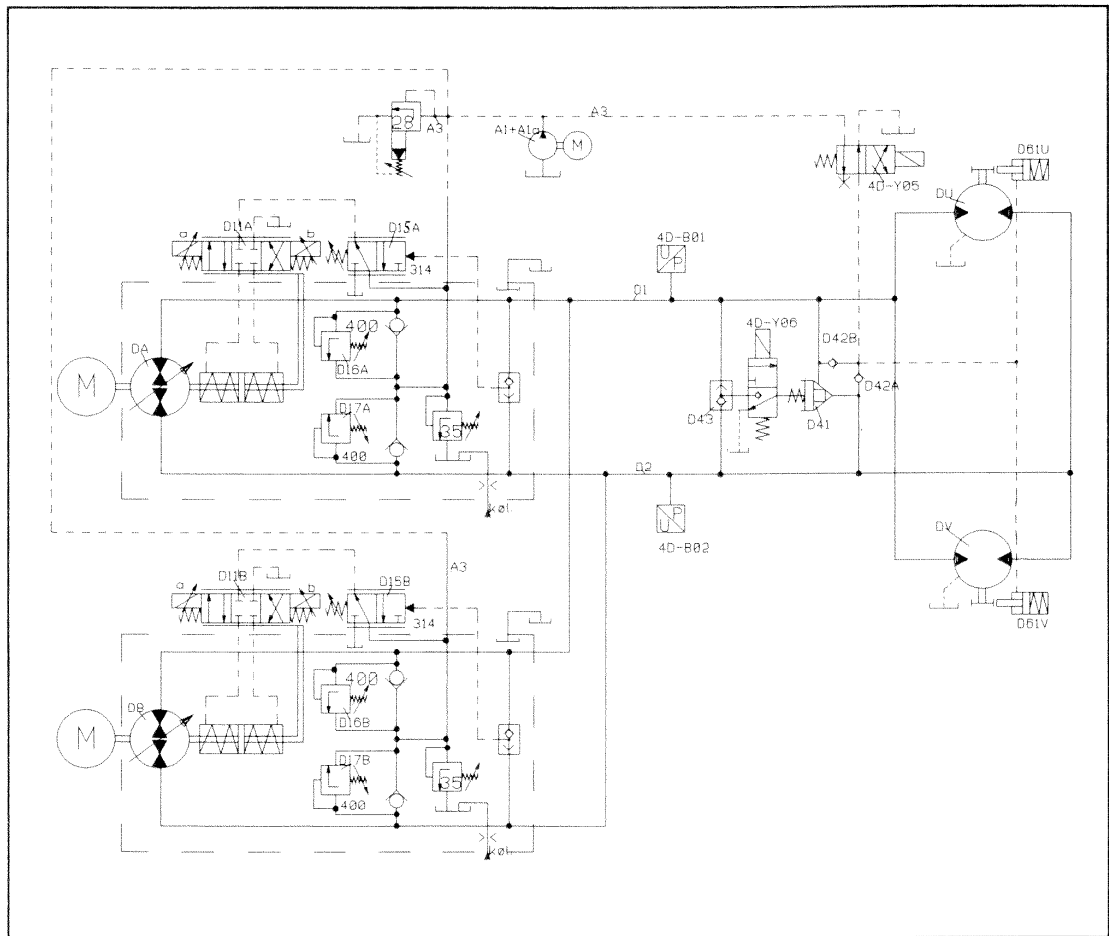 28
A3
A3
A1+A1a
M
4D-Y05
D61U
DU
D11A
a
b
D15A
314
4D-B01
U
P
D1
4D-Y06
D42B
D42A
D43
D41
400
D16A
DA
M
D17A
400
35
D2
U
P
4D-B02
DV
D61V
A3
D11B
a
b
D15B
314
400
D16B
DB
M
D17B
400
35